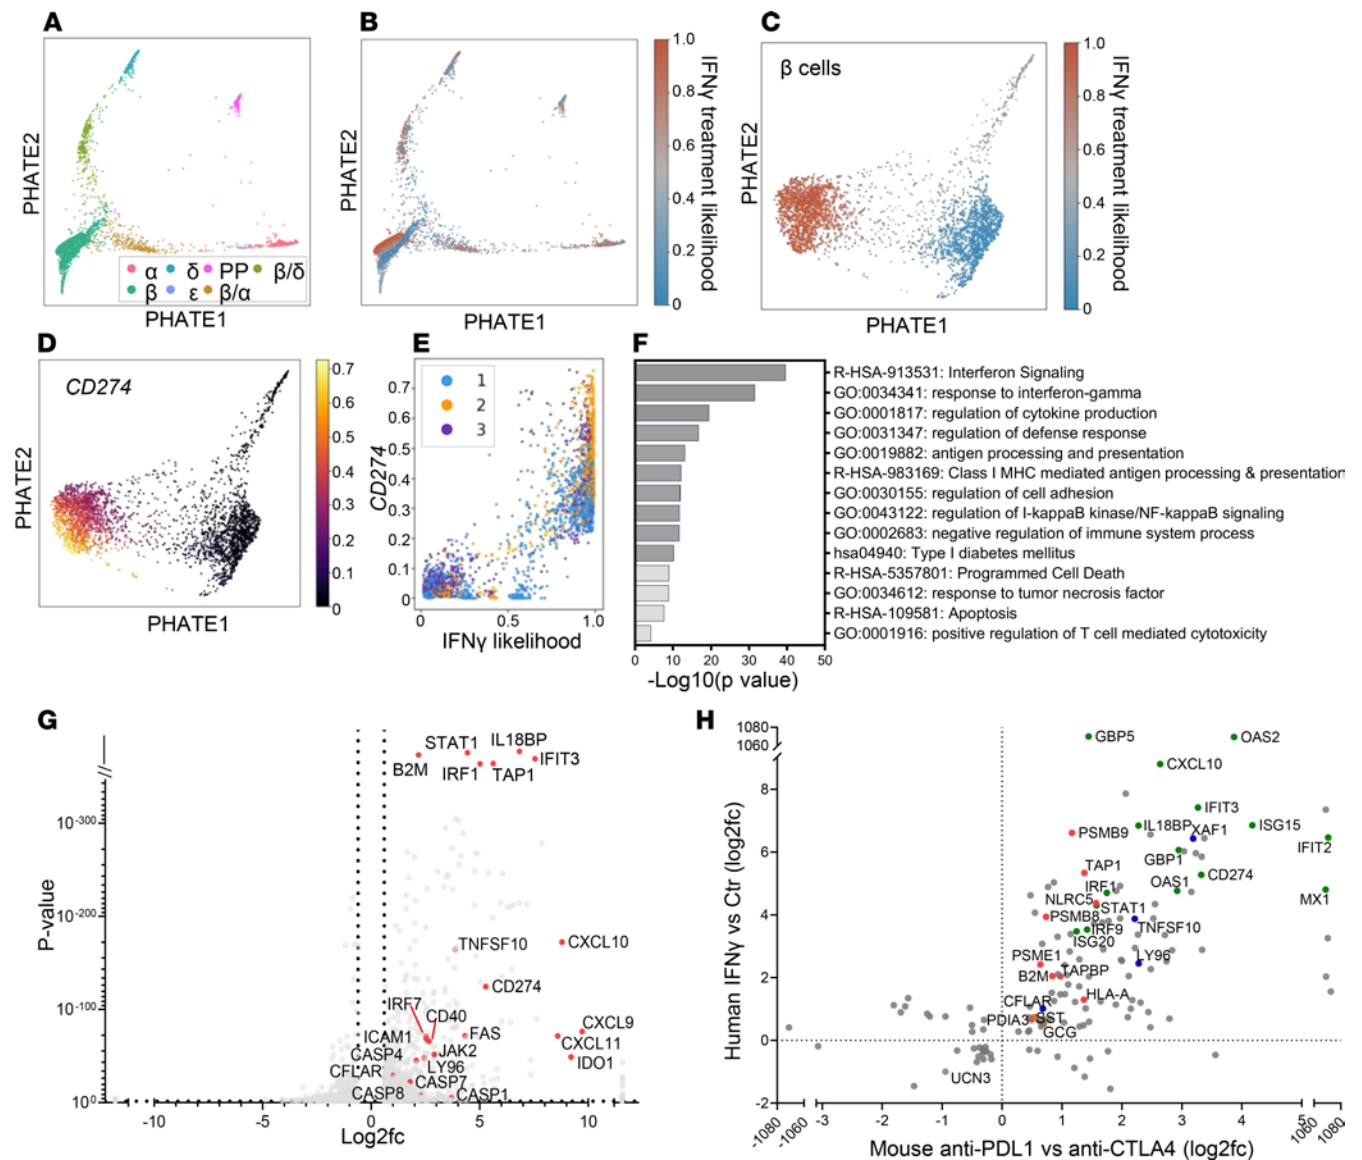 A
PHATE2
PHATE1
α δ PP β/δ
β ε β/α
B
PHATE2
PHATE1
1.0
0.8
0.6
0.4
0.2
0
IFNγ treatment likelihood
C
β cells
PHATE2
PHATE1
1.0
0.8
0.6
0.4
0.2
0
IFNγ treatment likelihood
D
CD274
PHATE2
PHATE1
0.7
0.6
0.5
0.4
0.3
0.2
0.1
0
E
CD274
0.7
0.6
0.5
0.4
0.3
0.2
0.1
0
1
2
3
0 0.5 1.0
IFNγ likelihood
F
R-HSA-913531: Interferon Signaling
GO:0034341: response to interferon-gamma
GO:0001817: regulation of cytokine production
GO:0031347: regulation of defense response
GO:0019882: antigen processing and presentation
R-HSA-983169: Class I MHC mediated antigen processing & presentation
GO:0030155: regulation of cell adhesion
GO:0043122: regulation of I-kappaB kinase/NF-kappaB signaling
GO:0002683: negative regulation of immune system process
hsa04940: Type I diabetes mellitus
R-HSA-5357801: Programmed Cell Death
GO:0034612: response to tumor necrosis factor
R-HSA-109581: Apoptosis
GO:0001916: positive regulation of T cell mediated cytotoxicity
0 10 20 30 40 50
-Log10(p value)
G
P-value
10-300
10-200
10-100
100
STAT1
IL18BP
B2M
IRF1
TAP1
IFIT3
TNFSF10
CXCL10
CD274
IRF7
CD40
ICAM1
FAS
CXCL9
CXCL11
CASP4
JAK2
IDO1
CFLAR
LY96
CASP7
CASP8
CASP1
-10 -5 0 5 10
Log2fc
H
Human IFNγ vs Ctr (log2fc)
1080
1060
8
6
4
2
0
-2
GBP5
OAS2
CXCL10
IFIT3
PSMB9
IL18BP
XAF1
ISG15
IFIT2
TAP1
GBP1
CD274
IRF1
OAS1
MX1
NLRC5
STAT1
PSMB8
IRF9
TNFSF10
ISG20
PSME1
LY96
B2M
TAPBP
HLA-A
CFLAR
PDIA3
SST
GCG
UCN3
-1080 -1060 -3 -2 -1 0 1 2 3 4 5 1060 1080
Mouse anti-PDL1 vs anti-CTLA4 (log2fc)